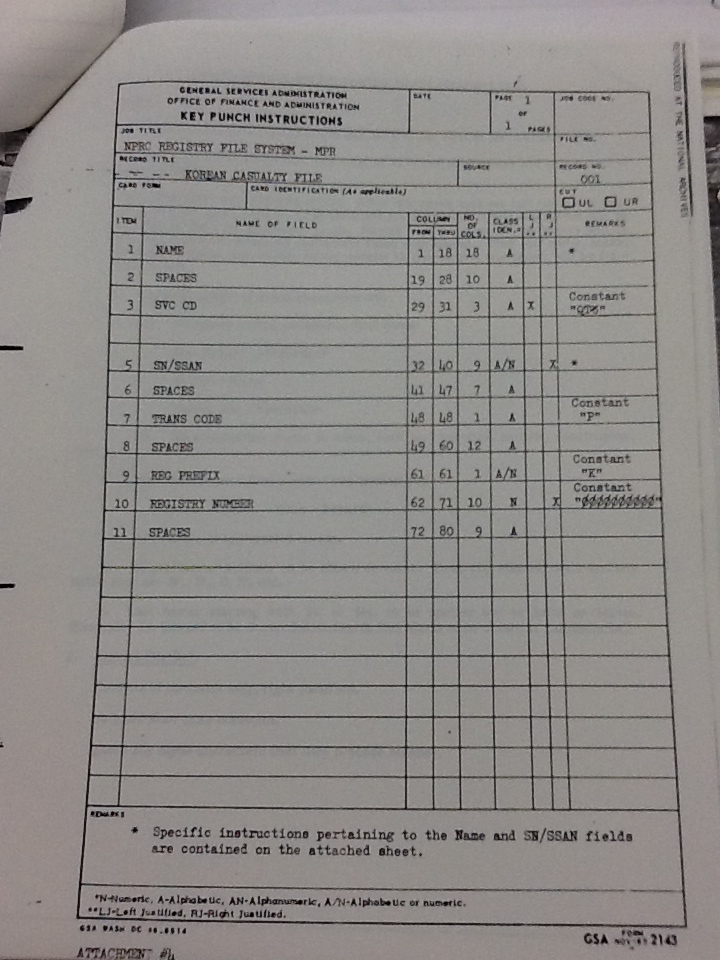 REPRODUCED AT THE NATIONAL ARCHIVES
GENERAL SERVICES ADMINISTRATION
OFFICE OF FINANCE AND ADMINISTRATION
KEY PUNCH INSTRUCTIONS
DATE
PAGE 1
OF
1 PAGES
JOB CODE NO.
JOB TITLE
NPRC REGISTRY FILE SYSTEM - MPR
FILE NO.
RECORD TITLE
KOREAN CASUALTY FILE
SOURCE
RECORD NO.
001
CARD FORM
CARD IDENTIFICATION (As applicable)
CUT
UL UR
ITEM NAME OF FIELD COLUMN FROM THRU NO. OF COLS. CLASS IDEN.* LJ ** RJ ** REMARKS
1 NAME 1 18 18 A *
2 SPACES 19 28 10 A
3 SVC CD 29 31 3 A X Constant
5 SN/SSAN 32 40 9 A/N X *
6 SPACES 41 47 7 A
7 TRANS CODE 48 48 1 A Constant "P"
8 SPACES 49 60 12 A
9 REG PREFIX 61 61 1 A/N Constant "K"
10 REGISTRY NUMBER 62 71 10 N X Constant
11 SPACES 72 80 9 A
REMARKS
* Specific instructions pertaining to the Name and SN/SSAN fields
are contained on the attached sheet.
*N-Numeric, A-Alphabetic, AN-Alphanumeric, A/N-Alphabetic or numeric.
**LJ-Left Justified, RJ-Right Justified.
GSA WASH DC
GSA FORM NOV 2143
ATTACHMENT #4